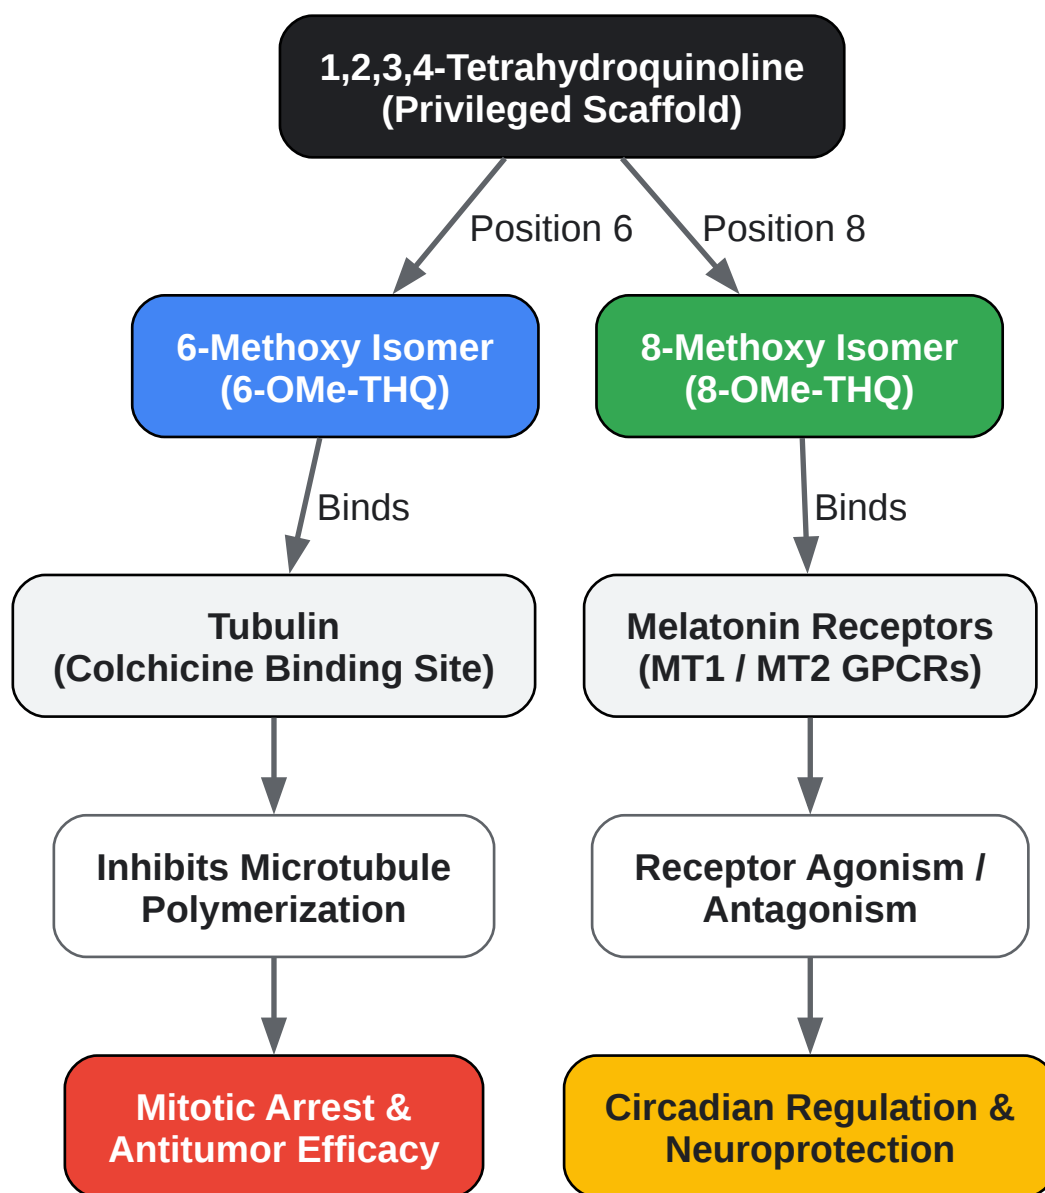 1,2,3,4-Tetrahydroquinoline
(Privileged Scaffold)
Position 6
Position 8
6-Methoxy Isomer
(6-OMe-THQ)
8-Methoxy Isomer
(8-OMe-THQ)
Binds
Binds
Tubulin
(Colchicine Binding Site)
Melatonin Receptors
(MT1 / MT2 GPCRs)
Inhibits Microtubule
Polymerization
Receptor Agonism /
Antagonism
Mitotic Arrest &
Antitumor Efficacy
Circadian Regulation &
Neuroprotection